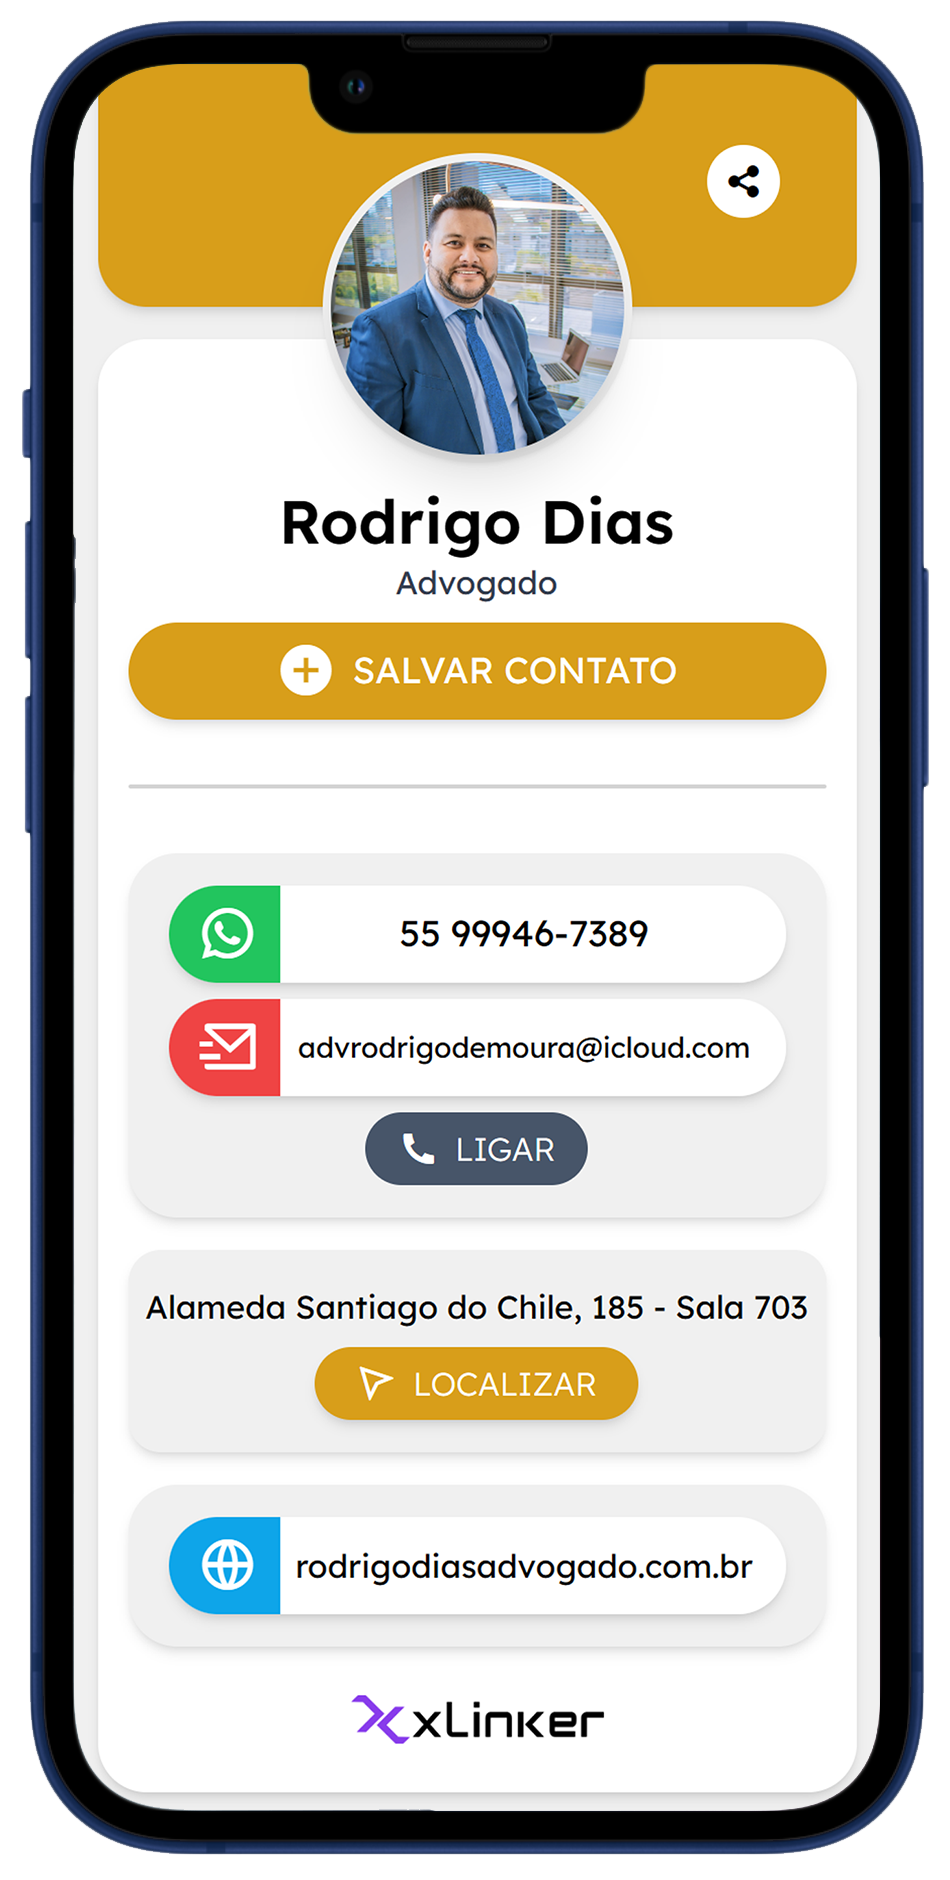 Rodrigo Dias
Advogado
SALVAR CONTATO
55 99946-7389
advrodrigodemoura@icloud.com
LIGAR
Alameda Santiago do Chile, 185 - Sala 703
LOCALIZAR
rodrigodiasadvogado.com.br
xLinker